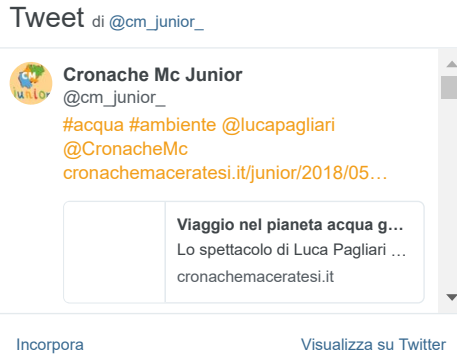 Tweet di @cm_junior_
Cronache Mc Junior
@cm_junior_
#acqua #ambiente @lucapagliari
@CronacheMc
cronachemaceratesi.it/junior/2018/05…
Viaggio nel pianeta acqua g…
Lo spettacolo di Luca Pagliari …
cronachemaceratesi.it
Incorpora
Visualizza su Twitter